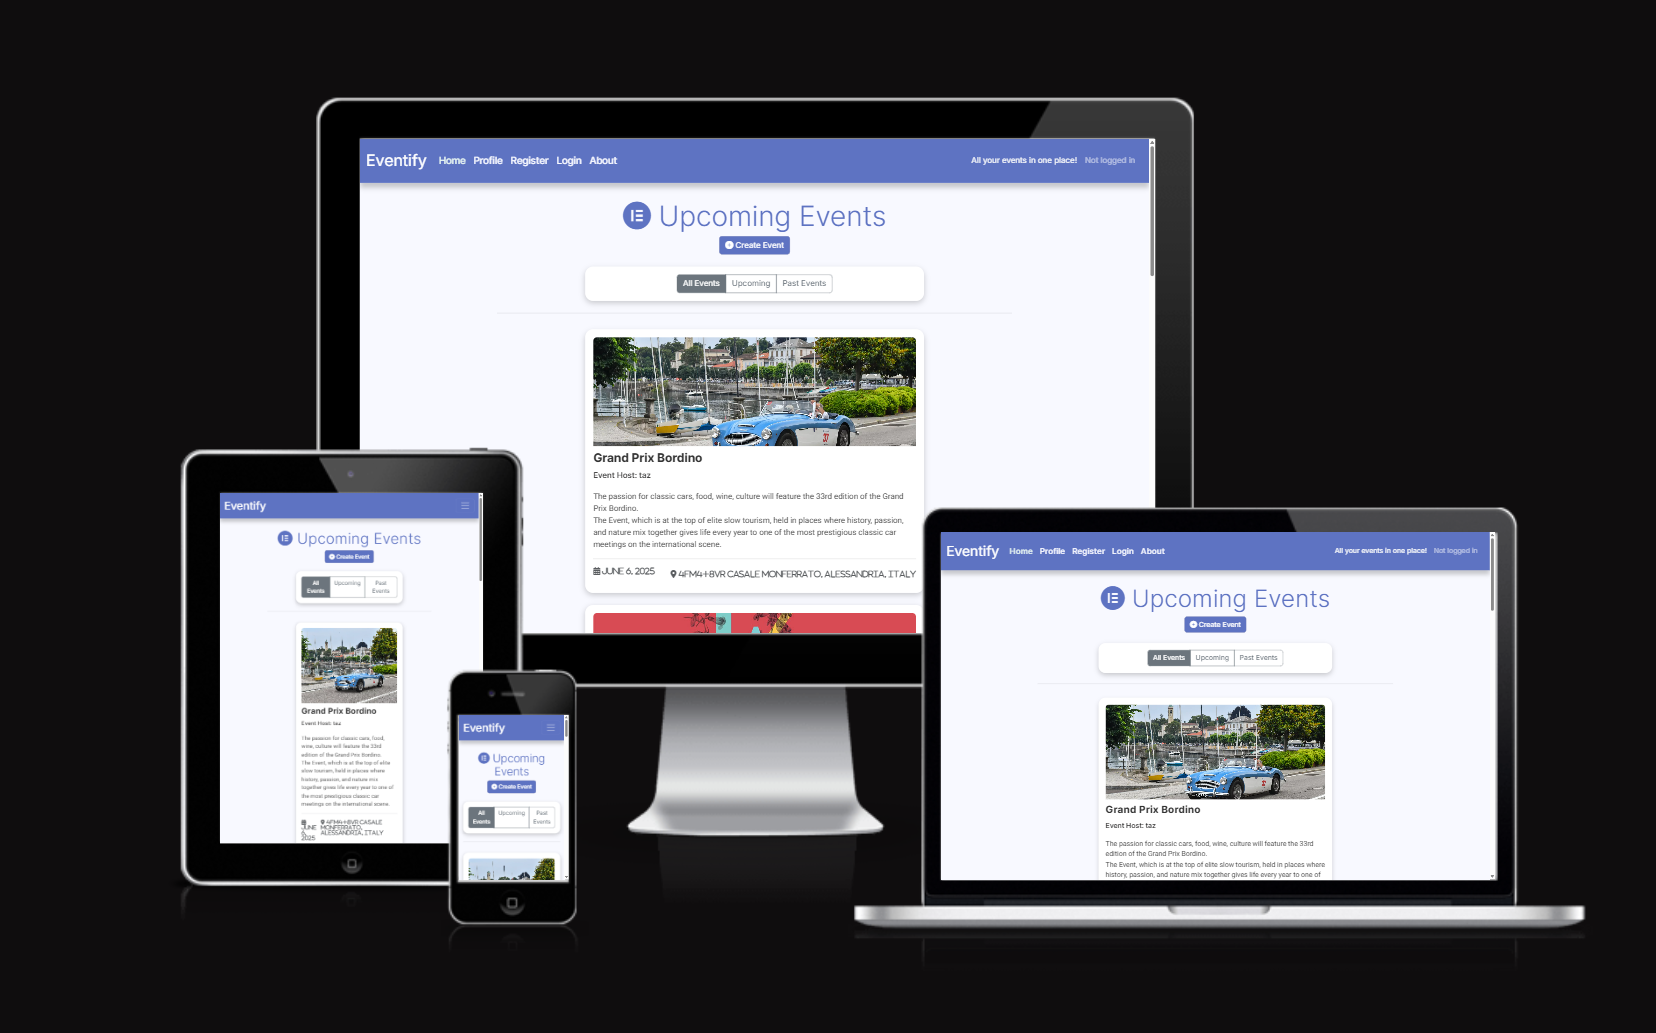 Eventify Home Profile Register Login About All your events in one place! Not logged in
Upcoming Events
Create Event
All Events Upcoming Past Events
Grand Prix Bordino
Event Host: taz
The passion for classic cars, food, wine, culture will feature the 33rd edition of the Grand
Prix Bordino.
The Event, which is at the top of elite slow tourism, held in places where history, passion,
and nature mix together gives life every year to one of the most prestigious classic car
meetings on the international scene.
JUNE 6, 2025 4FM4+8VR CASALE MONFERRATO, ALESSANDRIA, ITALY
Eventify
Upcoming Events
Create Event
All
Events
Upcoming
Past
Events
Grand Prix Bordino
Event Host: taz
The passion for classic cars, food,
wine, culture will feature the 33rd
edition of the Grand Prix Bordino.
The Event, which is at the top of elite
slow tourism, held in places where
history, passion, and nature mix
together gives life every year to one of
the most prestigious classic car
meetings on the international scene.
JUNE
6,
2025
4FM4+8VR CASALE
MONFERRATO,
ALESSANDRIA, ITALY
Eventify
Upcoming
Events
Create Event
All
Events
Upcoming
Past
Events
Eventify Home Profile Register Login About All your events in one place! Not logged in
Upcoming Events
Create Event
All Events Upcoming Past Events
Grand Prix Bordino
Event Host: taz
The passion for classic cars, food, wine, culture will feature the 33rd
edition of the Grand Prix Bordino.
The Event, which is at the top of elite slow tourism, held in places where
history, passion, and nature mix together gives life every year to one of